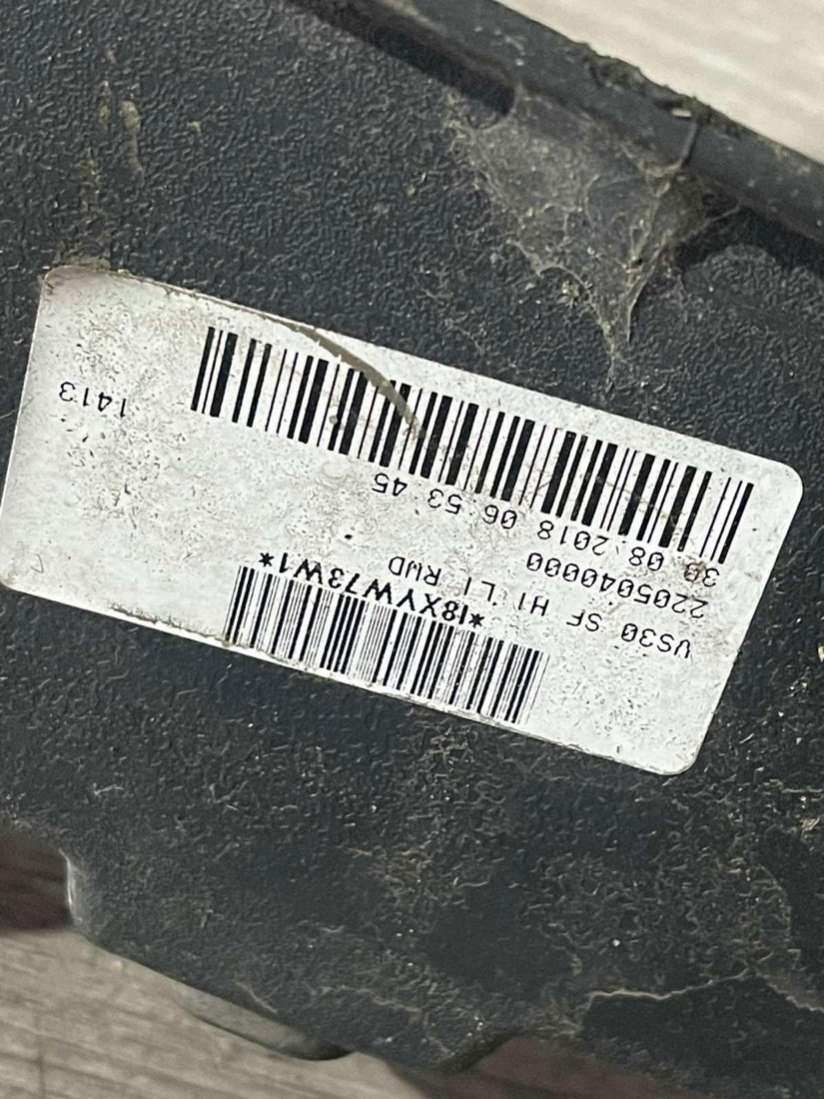 *I8XYW73W1*
VS30 SF HI LI RWD
2205040000
30 08 2018 06 53 45
1413